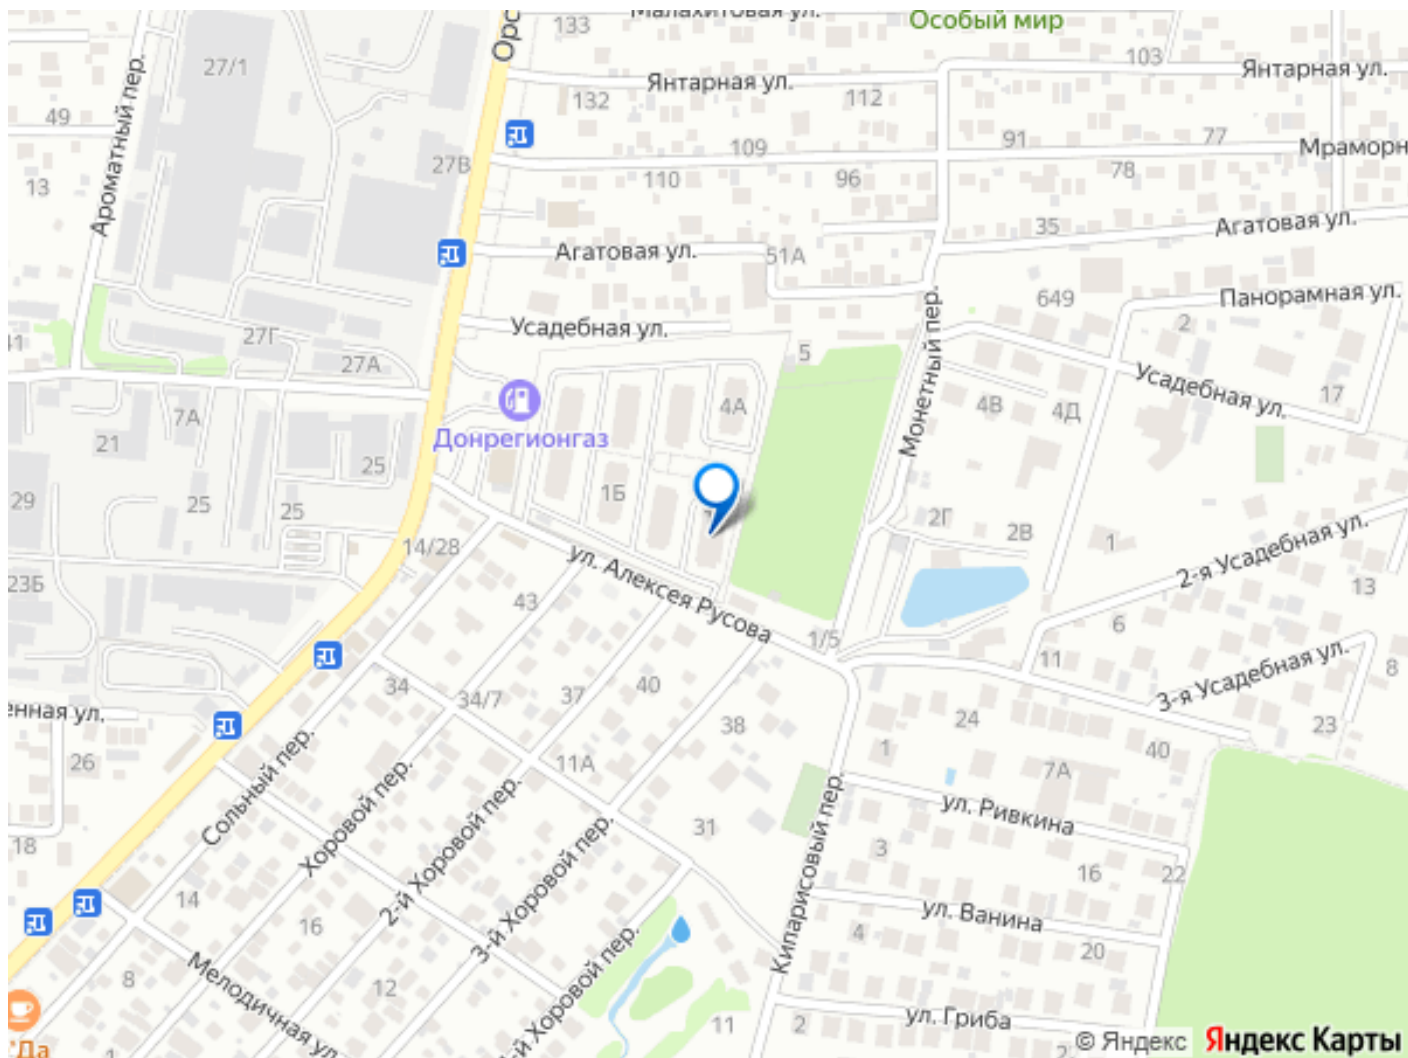 Малахитовая ул.
Особый мир
133
27/1
Янтарная ул.
103
Янтарная ул.
132
112
49
Ароматный пер.
27В
109
91
77
110
96
78
13
35
Агатовая ул.
Агатовая ул.
51А
649
Панорамная ул.
2
Усадебная ул.
27Г
27А
5
Монетный пер.
Усадебная ул.
17
4А
4В
4Д
7А
21
Донрегионгаз
25
29
25
25
1Б
2Г
2В
1
14/28
ул. Алексея Русова
2-я Усадебная ул.
23Б
43
13
1/5
6
11
3-я Усадебная ул.
8
34
34/7
37
40
38
24
23
26
1
40
7А
Сольный пер.
Хоровой пер.
11А
2-й Хоровой пер.
3-й Хоровой пер.
31
Кипарисовый пер.
ул. Ривкина
18
3
16
22
14
16
ул. Ванина
4
20
8
Мелодичная ул.
12
11
2
ул. Гриба
© Яндекс
Яндекс Карты